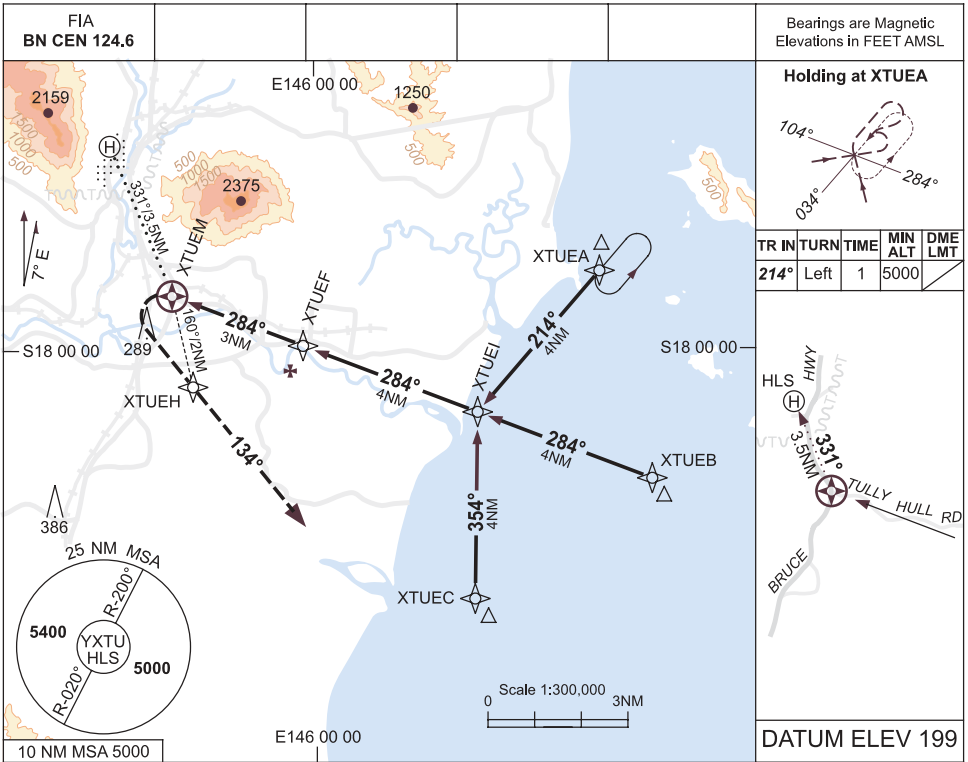 FIA
BN CEN 124.6
Bearings are Magnetic
Elevations in FEET AMSL
E146 00 00
2159
1500
1000
500
H
1250
500
500
1000
1500
2375
500
7° E
331°/3.5NM
XTUEM
XTUEF
XTUEA
284°
3NM
160°/2NM
289
214°
4NM
S18 00 00
S18 00 00
XTUEI
XTUEH
284°
4NM
284°
4NM
XTUEB
134°
354°
4NM
386
XTUEC
25 NM MSA
R-200°
5400
YXTU
HLS
5000
R-020°
10 NM MSA 5000
Scale 1:300,000
0
3NM
E146 00 00
Holding at XTUEA
104°
284°
034°
TR IN TURN TIME MIN ALT DME LMT
214° Left 1 5000
HWY
HLS
H
331°
3.5NM
TULLY HULL RD
BRUCE
DATUM ELEV 199